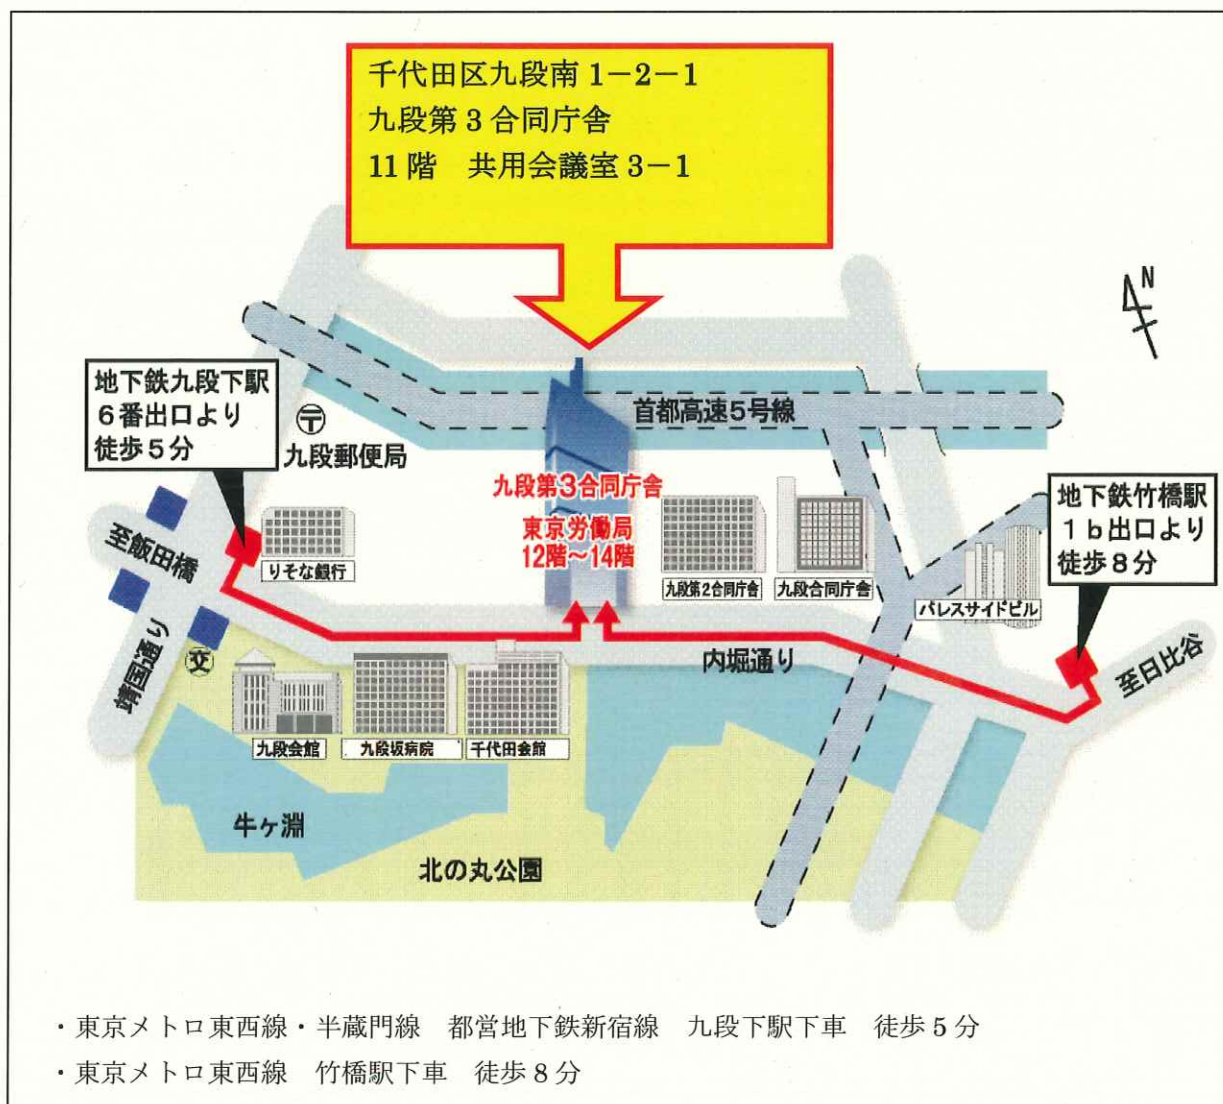 千代田区九段南 1－2－1
九段第 3 合同庁舎
11 階　共用会議室 3－1
N
地下鉄九段下駅
6番出口より
徒歩5分
〒
九段郵便局
首都高速5号線
九段第3合同庁舎
東京労働局
12階～14階
地下鉄竹橋駅
1b出口より
徒歩8分
至飯田橋
りそな銀行
九段第2合同庁舎
九段合同庁舎
パレスサイドビル
靖国通り
交
内堀通り
至日比谷
九段会館
九段坂病院
千代田会館
牛ヶ淵
北の丸公園
・東京メトロ東西線・半蔵門線　都営地下鉄新宿線　九段下駅下車　徒歩 5 分
・東京メトロ東西線　竹橋駅下車　徒歩 8 分